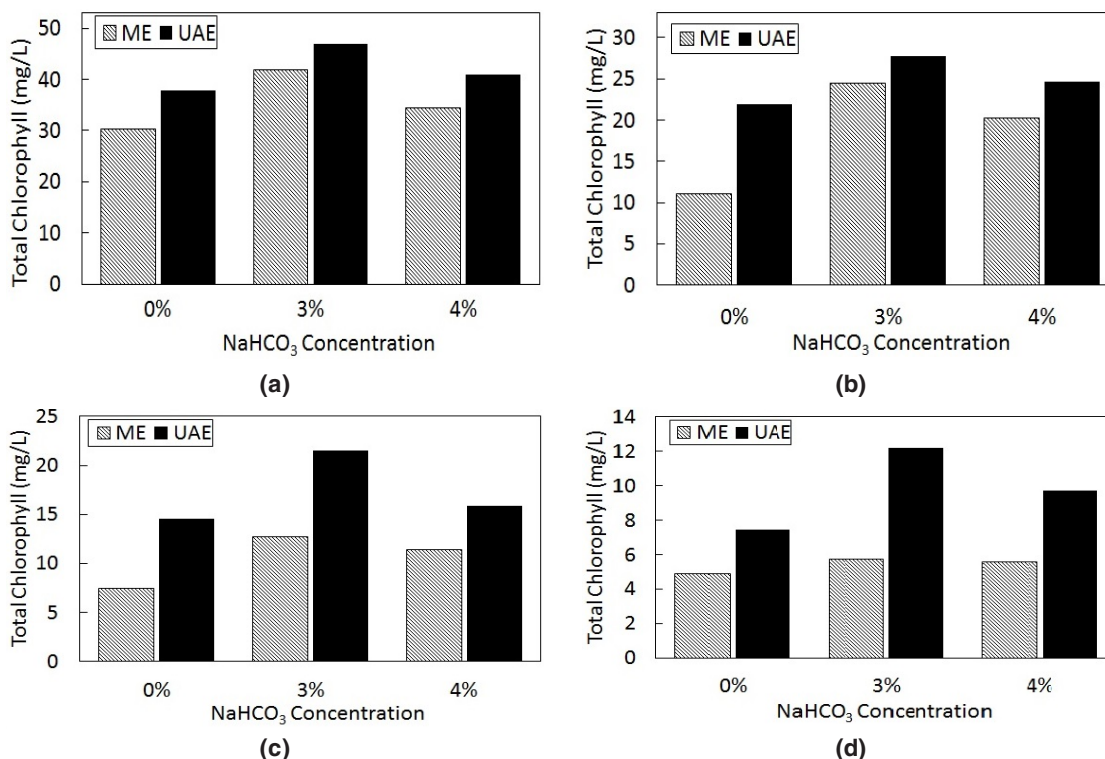 ME UAE
Total Chlorophyll (mg/L)
50
40
30
20
10
0
0% 3% 4%
NaHCO₃ Concentration
(a)
ME UAE
Total Chlorophyll (mg/L)
30
25
20
15
10
5
0
0% 3% 4%
NaHCO₃ Concentration
(b)
ME UAE
Total Chlorophyll (mg/L)
25
20
15
10
5
0
0% 3% 4%
NaHCO₃ Concentration
(c)
ME UAE
Total Chlorophyll (mg/L)
14
12
10
8
6
4
2
0
0% 3% 4%
NaHCO₃ Concentration
(d)